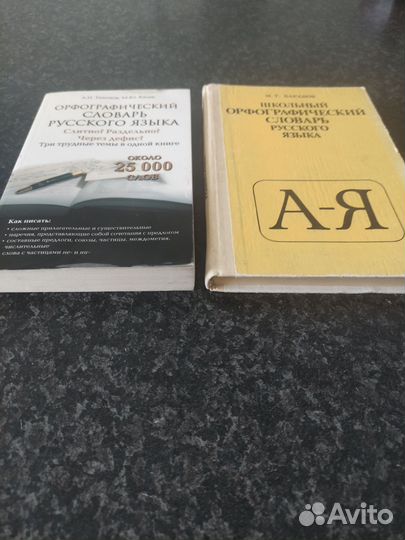 ОРФОГРАФИЧЕСКИЙ
СЛОВАРЬ
РУССКОГО ЯЗЫКА
Слитно? Раздельно?
Через дефис?
Три трудные темы в одной книге
ОКОЛО
25 000
СЛОВ
Как писать:
• сложные прилагательные и существительные
• наречия, представляющие собой сочетания с предлогом
• составные предлоги, союзы, частицы, междометия,
числительные
слова с частицами не- и ни-
М. Т. БАРАНОВ
ШКОЛЬНЫЙ
ОРФОГРАФИЧЕСКИЙ
СЛОВАРЬ
РУССКОГО
ЯЗЫКА
А-Я
Avito